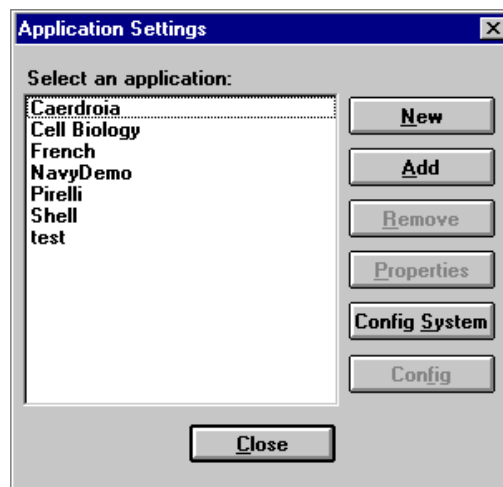 Application Settings
Select an application:
Caerdroia
Cell Biology
French
NavyDemo
Pirelli
Shell
test
New
Add
Remove
Properties
Config System
Config
Close